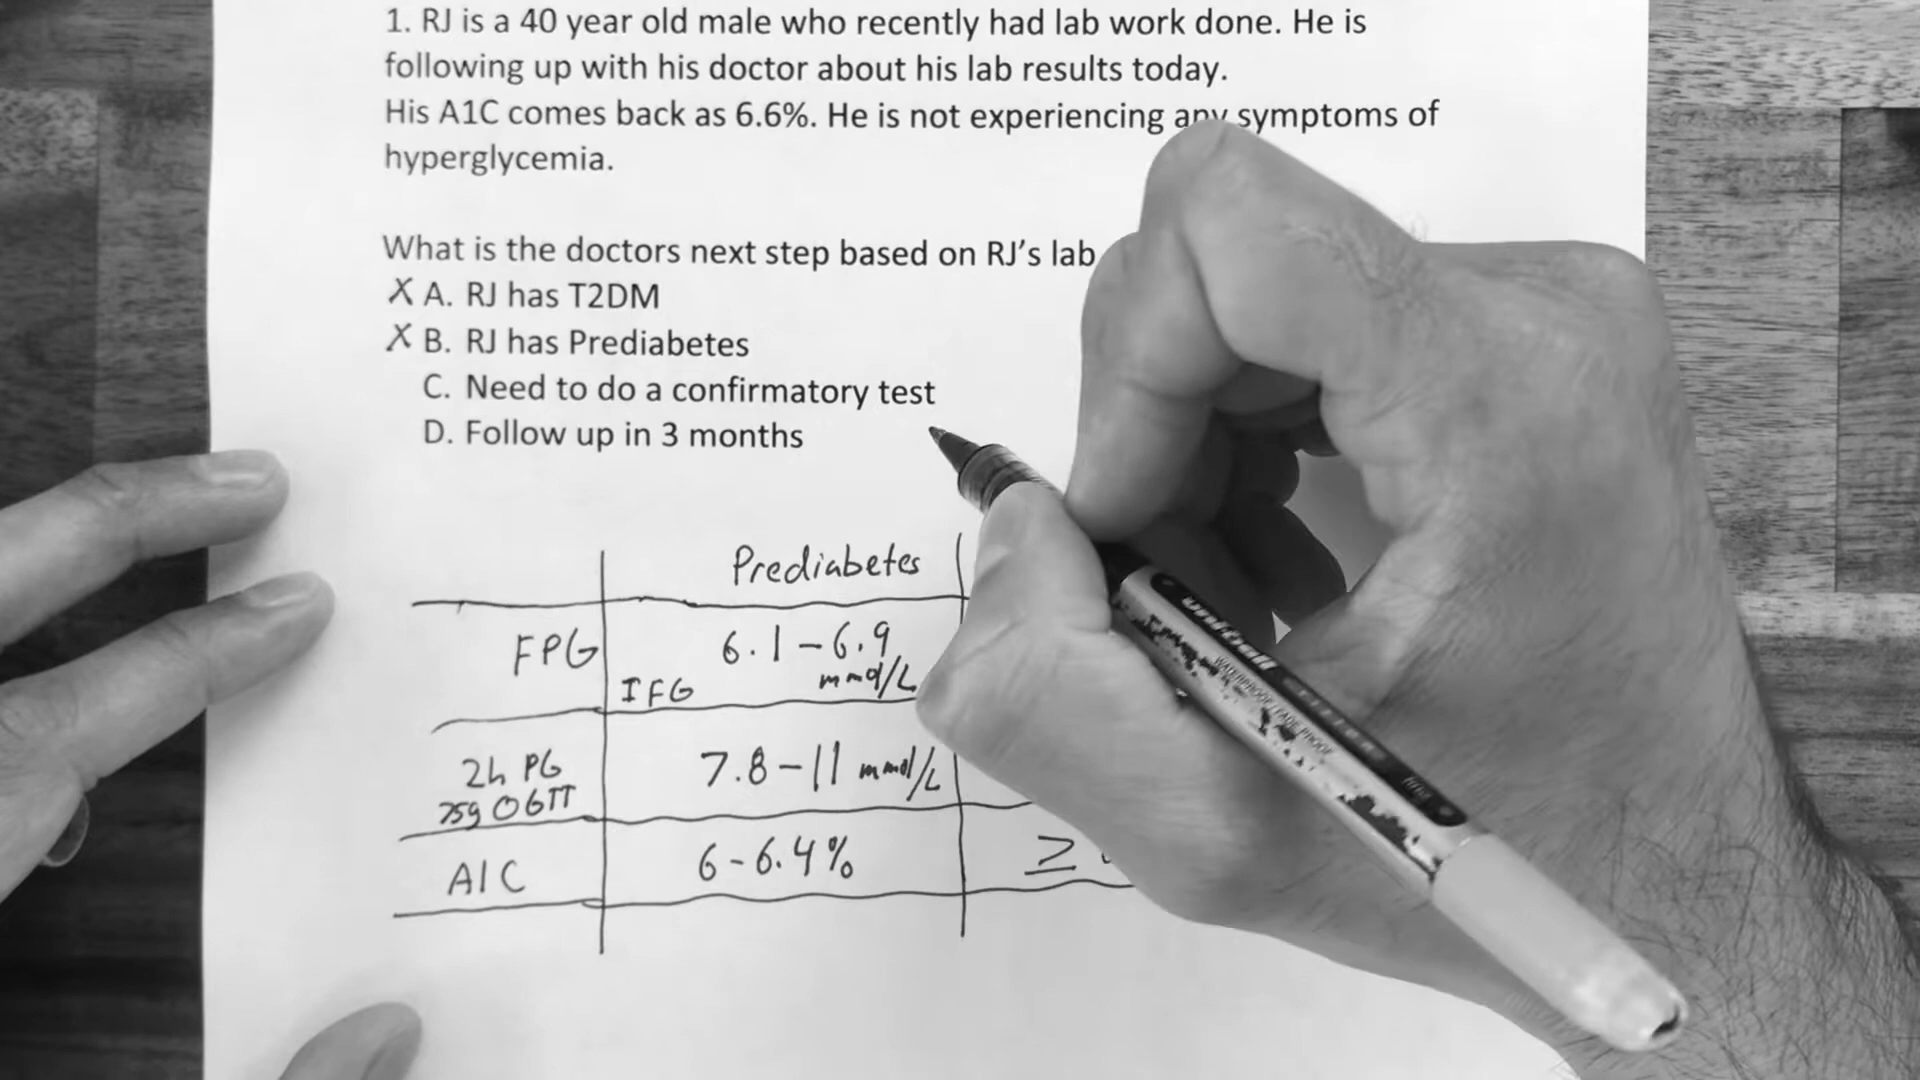 1. RJ is a 40 year old male who recently had lab work done. He is
following up with his doctor about his lab results today.
His A1C comes back as 6.6%. He is not experiencing any symptoms of
hyperglycemia.
What is the doctors next step based on RJ's lab
X A. RJ has T2DM
X B. RJ has Prediabetes
C. Need to do a confirmatory test
D. Follow up in 3 months
Prediabetes
FPG
6.1-6.9
mmol/L
IFG
2h PG
75g OGTT
7.8-11 mmol/L
A1C
6-6.4%
≥
uniball
WATERPROOF/FADE PROOF